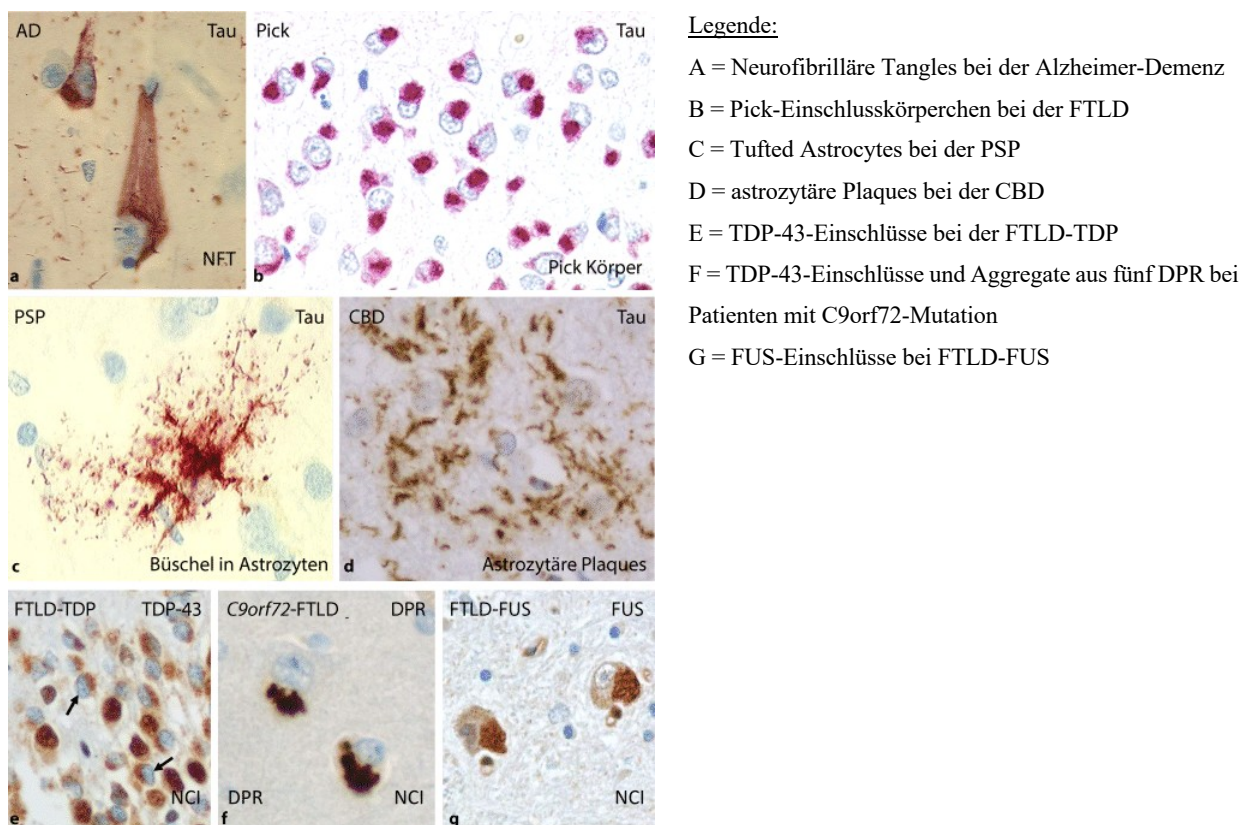 AD Tau
NFT
a
Pick Tau
Pick Körper
b
PSP Tau
Büschel in Astrozyten
c
CBD Tau
Astrozytäre Plaques
d
FTLD-TDP TDP-43
NCI
e
C9orf72-FTLD DPR
DPR NCI
f
FTLD-FUS FUS
NCI
g
Legende:
A = Neurofibrilläre Tangles bei der Alzheimer-Demenz
B = Pick-Einschlusskörperchen bei der FTLD
C = Tufted Astrocytes bei der PSP
D = astrozytäre Plaques bei der CBD
E = TDP-43-Einschlüsse bei der FTLD-TDP
F = TDP-43-Einschlüsse und Aggregate aus fünf DPR bei
Patienten mit C9orf72-Mutation
G = FUS-Einschlüsse bei FTLD-FUS